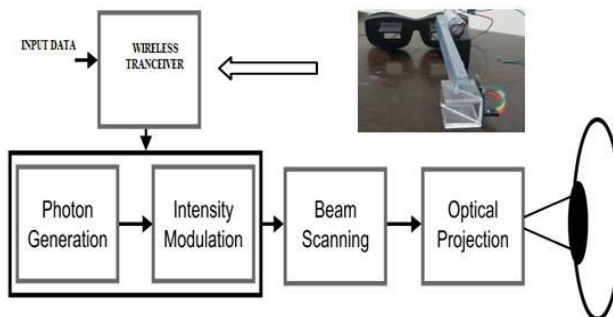 INPUT DATA
WIRELESS
TRANCEIVER
Photon
Generation
Intensity
Modulation
Beam
Scanning
Optical
Projection